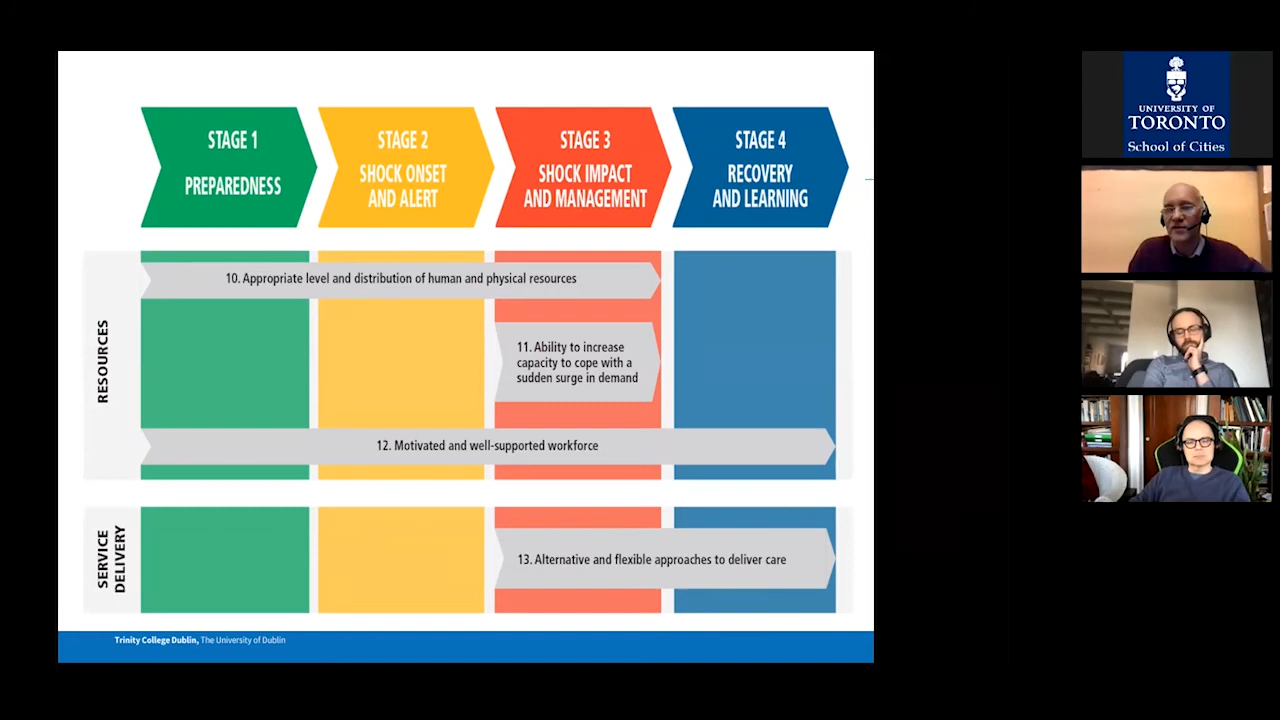 STAGE 1
PREPAREDNESS
STAGE 2
SHOCK ONSET
AND ALERT
STAGE 3
SHOCK IMPACT
AND MANAGEMENT
STAGE 4
RECOVERY
AND LEARNING
RESOURCES
10. Appropriate level and distribution of human and physical resources
11. Ability to increase
capacity to cope with a
sudden surge in demand
12. Motivated and well-supported workforce
SERVICE
DELIVERY
13. Alternative and flexible approaches to deliver care
Trinity College Dublin, The University of Dublin
UNIVERSITY OF
TORONTO
School of Cities